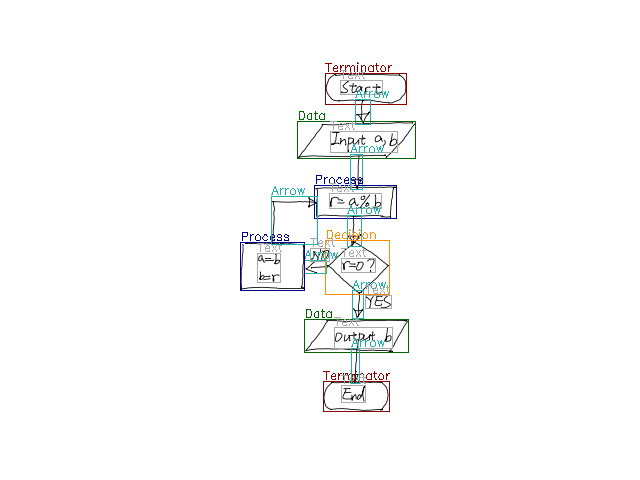 Terminator
Text
Start
Arrow
Data
Text
Input a,b
Arrow
Process
Text
r=a%b
Arrow
Arrow
Decision
Text
r=0?
Text
NO
Arrow
Process
Text
a=b
b=r
Arrow
Text
YES
Data
Text
Output b
Arrow
Terminator
Text
End